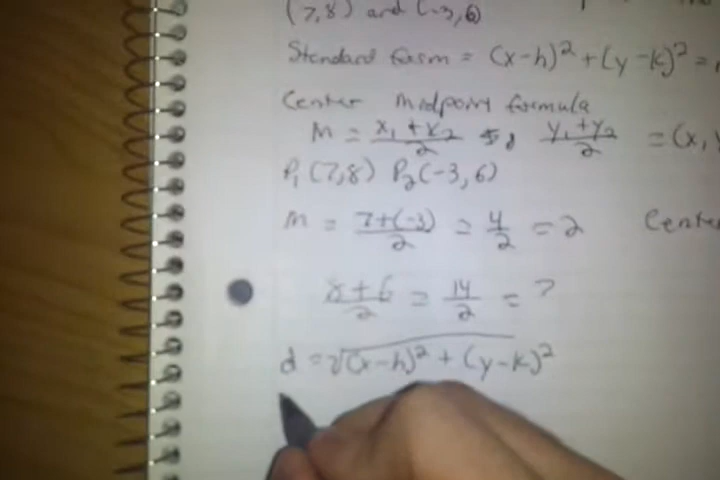 (7,8) and (-3,6)
Standard form = (x-h)² + (y-k)² =
Center Midpoint formula
M = x₁ + x₂ / 2 , y₁ + y₂ / 2 = (x,
P₁ (7,8) P₂ (-3,6)
M = 7+(-3) / 2 = 4/2 = 2 Cente
8+6 / 2 = 14/2 = 7
d = √(x-h)² + (y-k)²